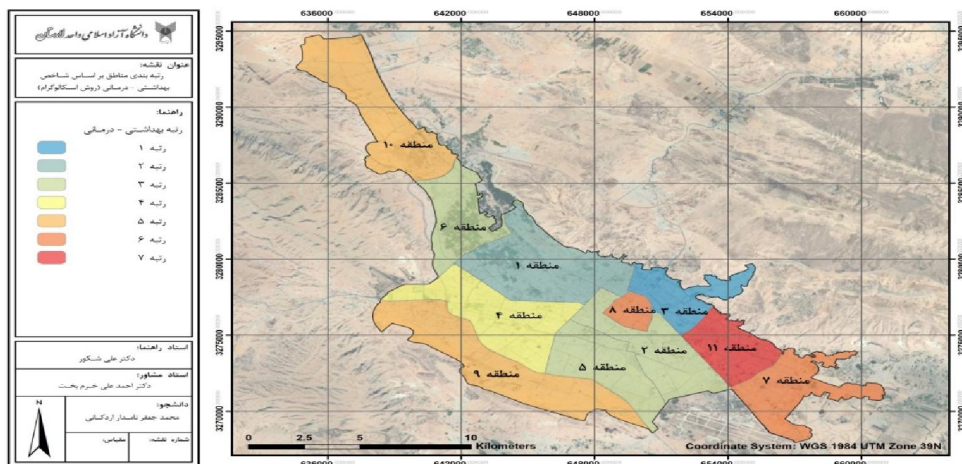 دانشگاه آزاد اسلامی واحد
عنوان نقشه:
رتبه بندی مناطق بر اساس شاخص
بهداشتی - درمانی (روش اسکالوگرام)
راهنما:
رتبه بهداشتی - درمانی
رتبه ۱
رتبه ۲
رتبه ۳
رتبه ۴
رتبه ۵
رتبه ۶
رتبه ۷
استاد راهنما:
دکتر علی شکور
استاد مشاور:
دکتر احمد علی خرم بخت
دانشجو:
محمد جعفر نامدار اردکانی
شماره نقشه:
مقیاس:
N
636000 642000 648000 654000 660000
3295000
3290000
3285000
3280000
3275000
3270000
منطقه ۱۰
منطقه ۶
منطقه ۱
منطقه ۸
منطقه ۳
منطقه ۴
منطقه ۲
منطقه ۱۱
منطقه ۵
منطقه ۹
منطقه ۷
0 2.5 5 10
Kilometers
Coordinate System: WGS 1984 UTM Zone 39N
636000 642000 648000 654000 660000